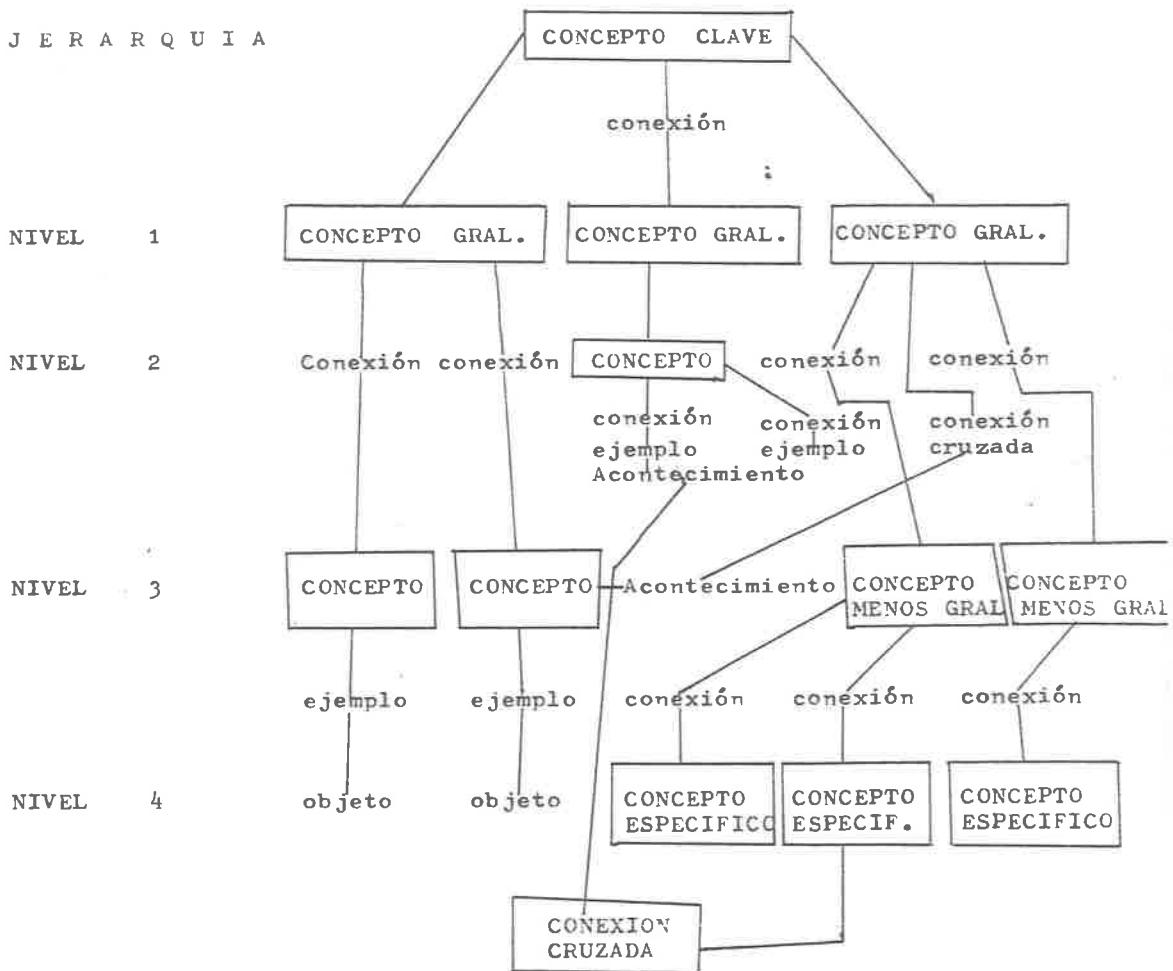 J E R A R Q U I A
CONCEPTO CLAVE
conexión
NIVEL 1
CONCEPTO GRAL.
CONCEPTO GRAL.
CONCEPTO GRAL.
NIVEL 2
Conexión
conexión
CONCEPTO
conexión
conexión
conexión
ejemplo
Acontecimiento
conexión
ejemplo
conexión
cruzada
NIVEL 3
CONCEPTO
CONCEPTO
Acontecimiento
CONCEPTO
MENOS GRAL
CONCEPTO
MENOS GRAL
ejemplo
ejemplo
conexión
conexión
conexión
NIVEL 4
objeto
objeto
CONCEPTO
ESPECIFICO
CONCEPTO
ESPECIF.
CONCEPTO
ESPECIFICO
CONEXION
CRUZADA